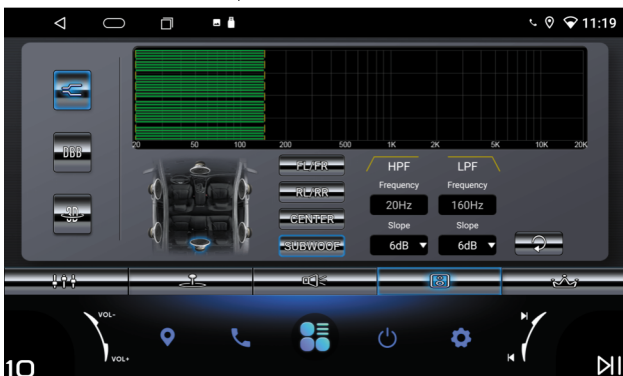 11:19
DBB
20 50 100 200 500 1K 2K 5K 10K 20K
FL/FR
RL/RR
CENTER
SUBWOOF
HPF LPF
Frequency Frequency
20Hz 160Hz
Slope Slope
6dB 6dB
VOL-
VOL+
10